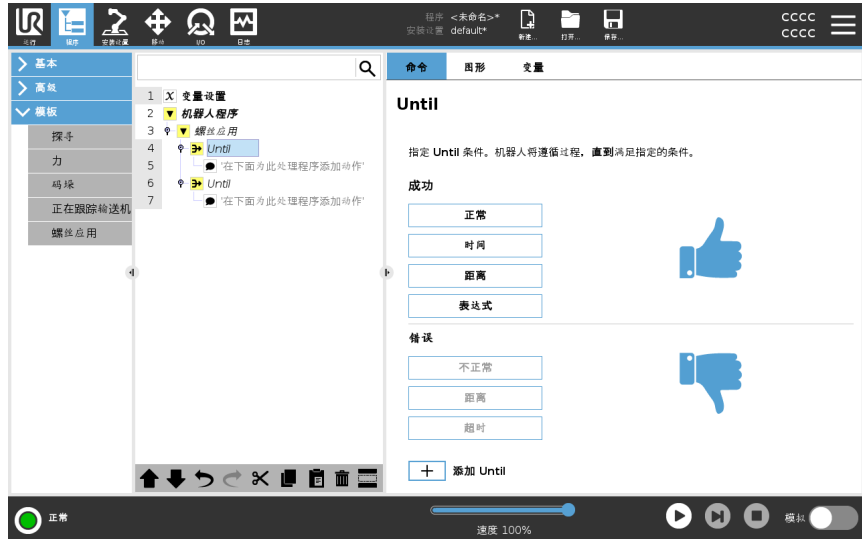 UR
运行
程序
安装设置
移动
I/O
日志
程序 <未命名>*
安装设置 default*
新建...
打开...
保存...
CCCC
CCCC
基本
高级
模板
探寻
力
码垛
正在跟踪输送机
螺丝应用
1 X 变量设置
2 机器人程序
3 螺丝应用
4 Until
5 '在下面为此处理程序添加动作'
6 Until
7 '在下面为此处理程序添加动作'
命令 图形 变量
Until
指定 Until 条件。机器人将遵循过程，直到满足指定的条件。
成功
正常
时间
距离
表达式
错误
不正常
距离
超时
添加 Until
正常
速度 100%
模拟